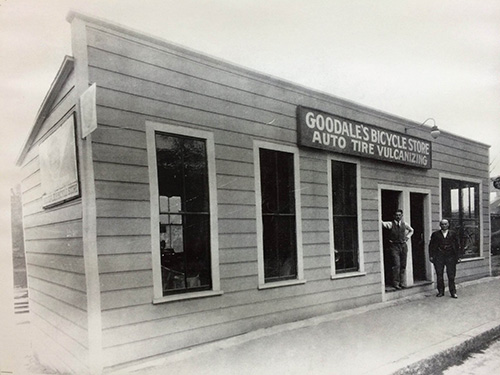 GOODALE'S BICYCLE STORE
AUTO TIRE VULCANIZING